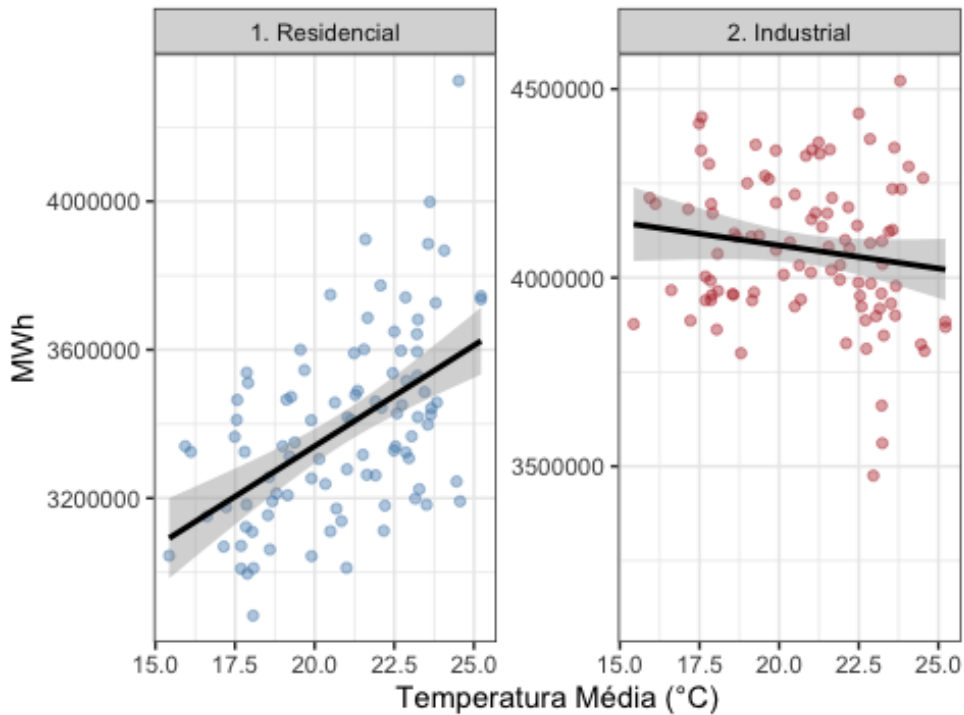 1. Residencial
2. Industrial
MWh
4000000
3600000
3200000
4500000
4000000
3500000
15.0 17.5 20.0 22.5 25.0
15.0 17.5 20.0 22.5 25.0
Temperatura Média (°C)